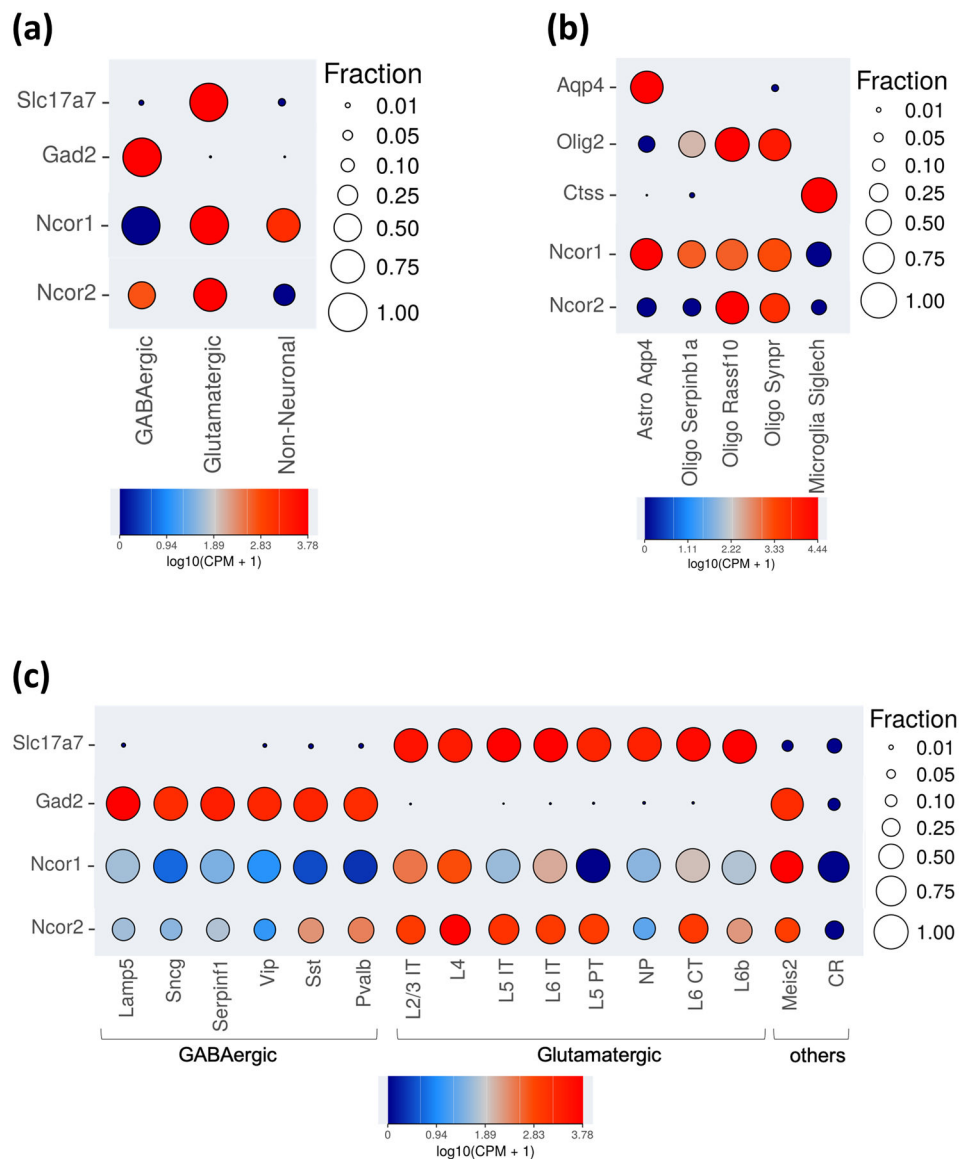 (a)
Fraction
Slc17a7
Gad2
Ncor1
Ncor2
0.01
0.05
0.10
0.25
0.50
0.75
1.00
GABAergic
Glutamatergic
Non-Neuronal
0 0.94 1.89 2.83 3.78
log10(CPM + 1)
(b)
Fraction
Aqp4
Olig2
Ctss
Ncor1
Ncor2
0.01
0.05
0.10
0.25
0.50
0.75
1.00
Astro Aqp4
Oligo Serpinb1a
Oligo Rassf10
Oligo Synpr
Microglia Siglech
0 1.11 2.22 3.33 4.44
log10(CPM + 1)
(c)
Fraction
Slc17a7
Gad2
Ncor1
Ncor2
0.01
0.05
0.10
0.25
0.50
0.75
1.00
Lamp5
Sncg
Serpinf1
Vip
Sst
Pvalb
L2/3 IT
L4
L5 IT
L6 IT
L5 PT
NP
L6 CT
L6b
Meis2
CR
GABAergic Glutamatergic others
0 0.94 1.89 2.83 3.78
log10(CPM + 1)